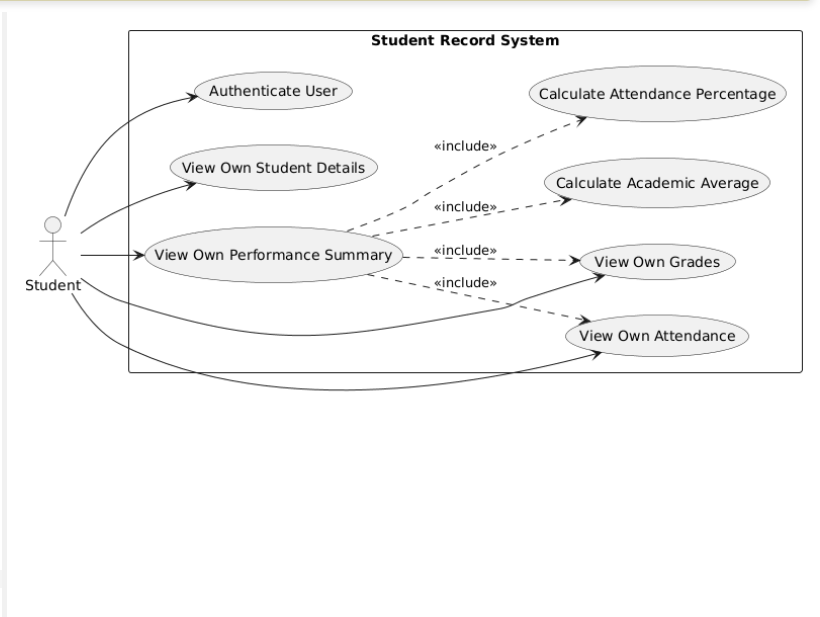 Student Record System
Authenticate User
Calculate Attendance Percentage
«include»
View Own Student Details
Calculate Academic Average
«include»
View Own Performance Summary
«include»
View Own Grades
«include»
Student
View Own Attendance